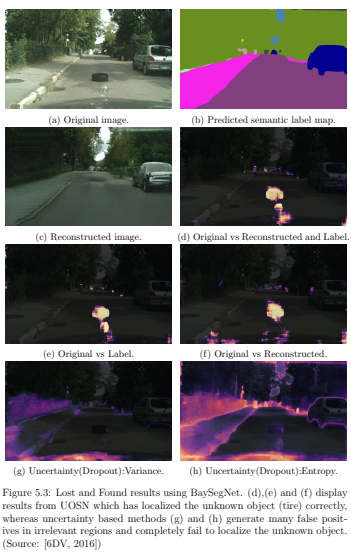 (a) Original image.
(b) Predicted semantic label map.
(c) Reconstructed image.
(d) Original vs Reconstructed and Label.
(e) Original vs Label.
(f) Original vs Reconstructed.
(g) Uncertainty(Dropout):Variance.
(h) Uncertainty(Dropout):Entropy.
Figure 5.3: Lost and Found results using BaySegNet. (d),(e) and (f) display
results from UOSN which has localized the unknown object (tire) correctly,
whereas uncertainty based methods (g) and (h) generate many false posit-
ives in irrelevant regions and completely fail to localize the unknown object.
(Source: [6DV, 2016])